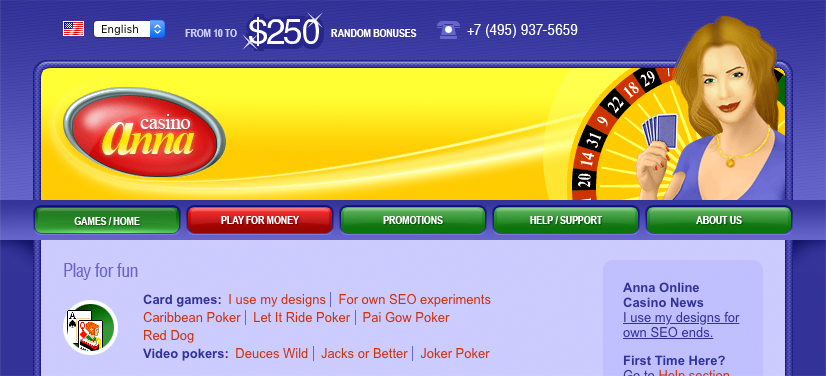 English
FROM 10 TO $250 RANDOM BONUSES
+7 (495) 937-5659
casino
anna
20 14 31 9 22 18 29
GAMES / HOME
PLAY FOR MONEY
PROMOTIONS
HELP / SUPPORT
ABOUT US
Play for fun
Card games: I use my designs | For own SEO experiments
Caribbean Poker | Let It Ride Poker | Pai Gow Poker
Red Dog
Video pokers: Deuces Wild | Jacks or Better | Joker Poker
A
Anna Online
Casino News
I use my designs for
own SEO ends.
First Time Here?
Go to Help section